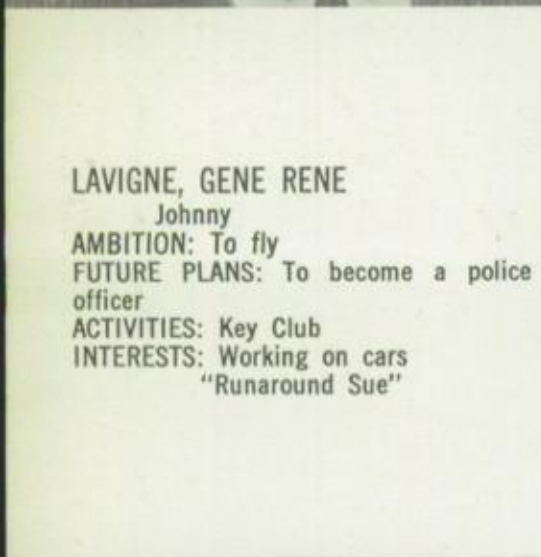 LAVIGNE, GENE RENE
Johnny
AMBITION: To fly
FUTURE PLANS: To become a police
officer
ACTIVITIES: Key Club
INTERESTS: Working on cars
"Runaround Sue"